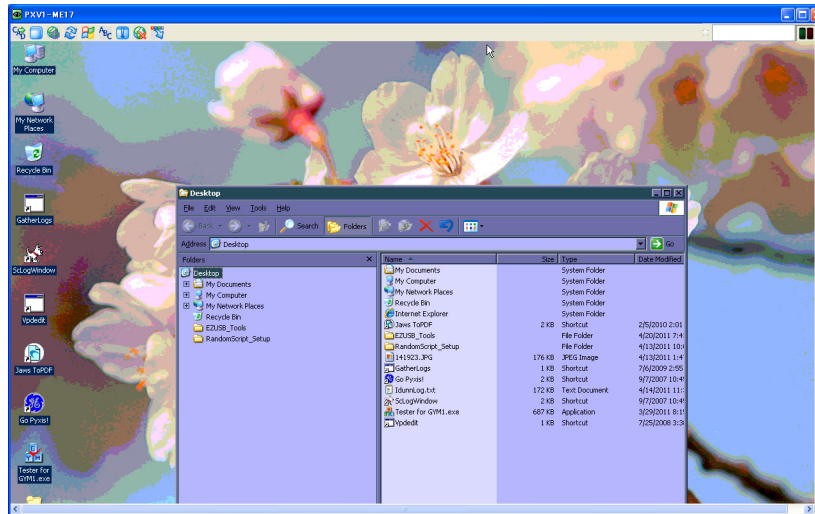 PXV1-ME17
My Computer
My Network
Places
Recycle Bin
GatherLogs
ScLogWindow
Vpdedit
Jaws ToPDF
Go Pyxis!
Tester for
GYM1.exe
Desktop
File Edit View Tools Help
Back Search Folders
Address Desktop Go
Folders
Desktop
My Documents
My Computer
My Network Places
Recycle Bin
EZUSB_Tools
RandomScript_Setup
Name Size Type Date Modified
My Documents System Folder
My Computer System Folder
My Network Places System Folder
Recycle Bin System Folder
Internet Explorer System Folder
Jaws ToPDF 2 KB Shortcut 2/5/2010 2:01
EZUSB_Tools File Folder 4/20/2011 7:4
RandomScript_Setup File Folder 4/13/2011 10:
141923.JPG 176 KB JPEG Image 4/13/2011 1:4
GatherLogs 1 KB Shortcut 7/6/2009 2:55
Go Pyxis! 2 KB Shortcut 9/7/2007 10:4
IdunnLog.txt 172 KB Text Document 4/14/2011 11:
ScLogWindow 2 KB Shortcut 9/7/2007 10:4
Tester for GYM1.exe 687 KB Application 3/29/2011 8:1
Vpdedit 1 KB Shortcut 7/25/2008 3:3